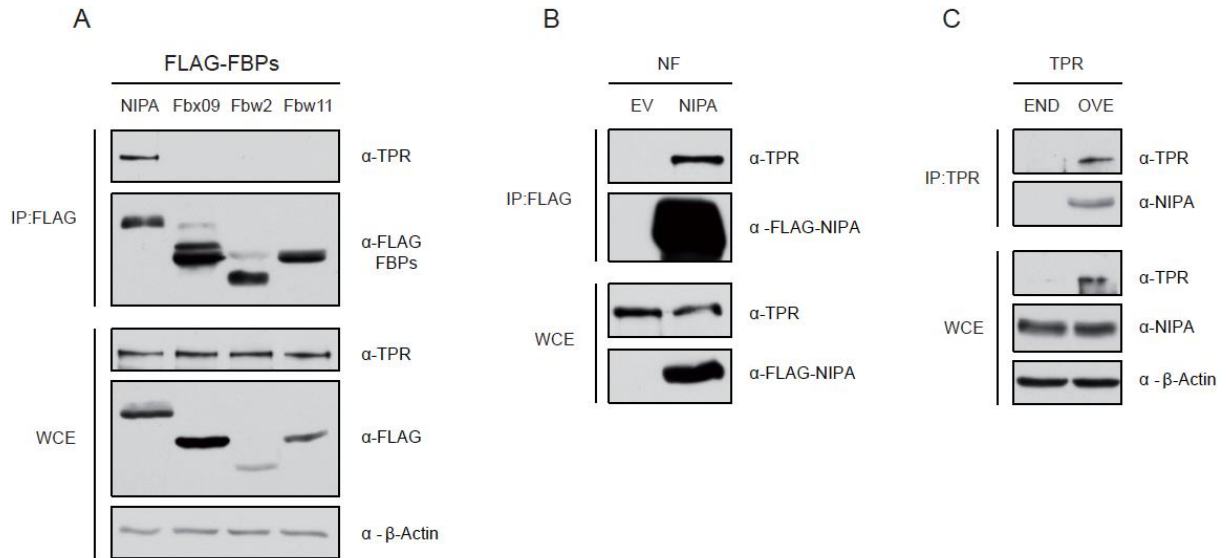 A
FLAG-FBPs
NIPA Fbx09 Fbw2 Fbw11
α-TPR
IP:FLAG
α-FLAG
FBPs
α-TPR
WCE
α-FLAG
α - β-Actin
B
NF
EV NIPA
α-TPR
IP:FLAG
α -FLAG-NIPA
α-TPR
WCE
α-FLAG-NIPA
C
TPR
END OVE
α-TPR
IP:TPR
α-NIPA
α-TPR
WCE
α-NIPA
α - β-Actin